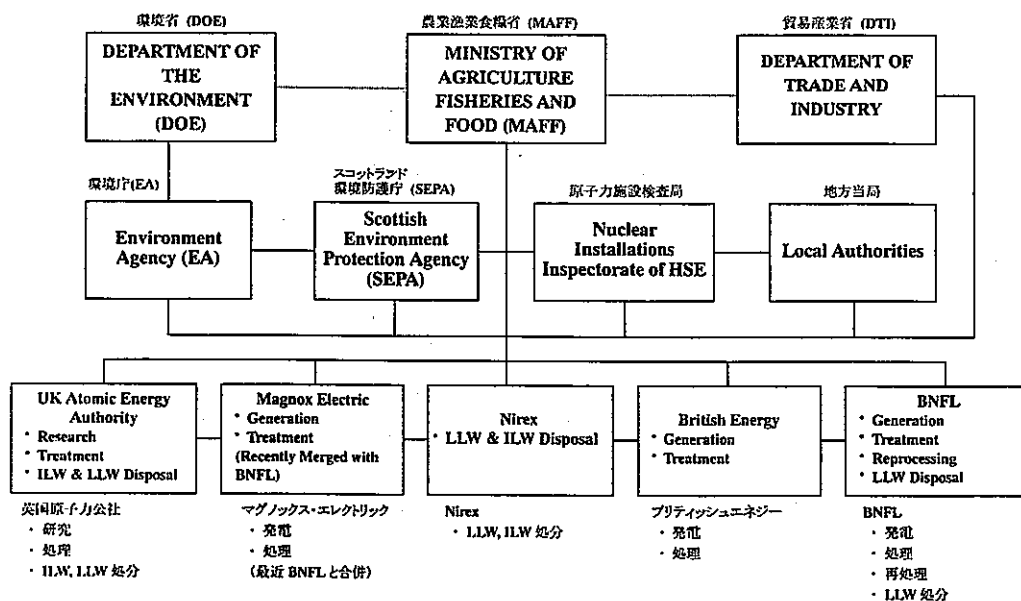 環境省 (DOE)
農業漁業食糧省 (MAFF)
貿易産業省 (DTI)
DEPARTMENT OF
THE
ENVIRONMENT
(DOE)
MINISTRY OF
AGRICULTURE
FISHERIES AND
FOOD (MAFF)
DEPARTMENT OF
TRADE AND
INDUSTRY
環境庁(EA)
スコットランド
環境防護庁 (SEPA)
原子力施設検査局
地方当局
Environment
Agency (EA)
Scottish
Environment
Protection Agency
(SEPA)
Nuclear
Installations
Inspectorate of HSE
Local Authorities
UK Atomic Energy
Authority
• Research
• Treatment
• ILW & LLW Disposal
Magnox Electric
• Generation
• Treatment
(Recently Merged with
BNFL)
Nirex
• LLW & ILW Disposal
British Energy
• Generation
• Treatment
BNFL
• Generation
• Treatment
• Reprocessing
• LLW Disposal
英国原子力公社
・研究
・処理
・ILW, LLW 処分
マグノックス・エレクトリック
・発電
・処理
(最近 BNFL と合併)
Nirex
・LLW, ILW 処分
ブリティッシュエネジー
・発電
・処理
BNFL
・発電
・処理
・再処理
・LLW 処分